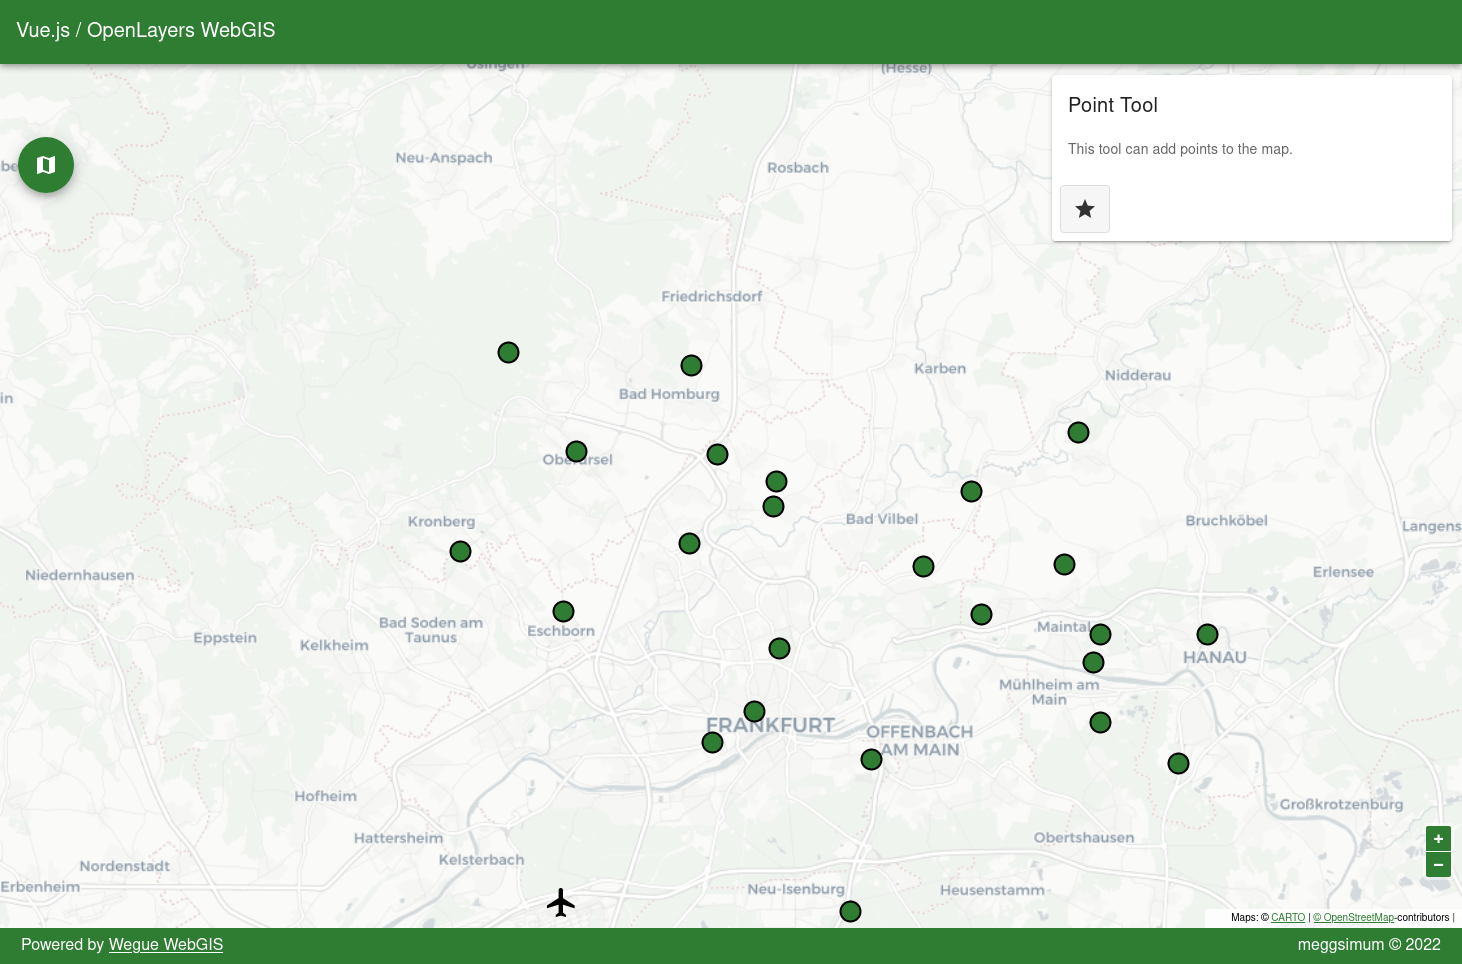 Vue.js / OpenLayers WebGIS
Usingen
(Hesse)
Point Tool
This tool can add points to the map.
Neu-Anspach
Rosbach
Friedrichsdorf
Karben
Nidderau
Bad Homburg
in
Oberursel
Kronberg
Bad Vilbel
Bruchköbel
Langens
Niedernhausen
Erlensee
Eppstein
Kelkheim
Bad Soden am
Taunus
Eschborn
Maintal
HANAU
Mühlheim am
Main
FRANKFURT
OFFENBACH
AM MAIN
Hofheim
Großkrotzenburg
Hattersheim
Obertshausen
Kelsterbach
Nordenstadt
Erbenheim
Neu-Isenburg
Heusenstamm
+
−
Maps: © CARTO | © OpenStreetMap-contributors |
Powered by Wegue WebGIS
meggsimum © 2022